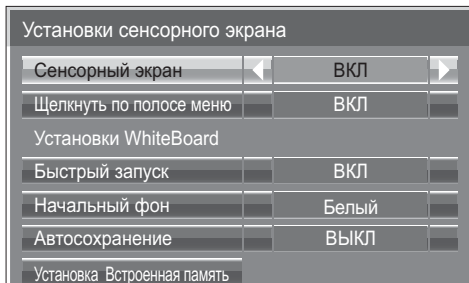 Установки сенсорного экрана
Сенсорный экран ВКЛ
Щелкнуть по полосе меню ВКЛ
Установки WhiteBoard
Быстрый запуск ВКЛ
Начальный фон Белый
Автосохранение ВЫКЛ
Установка Встроенная память